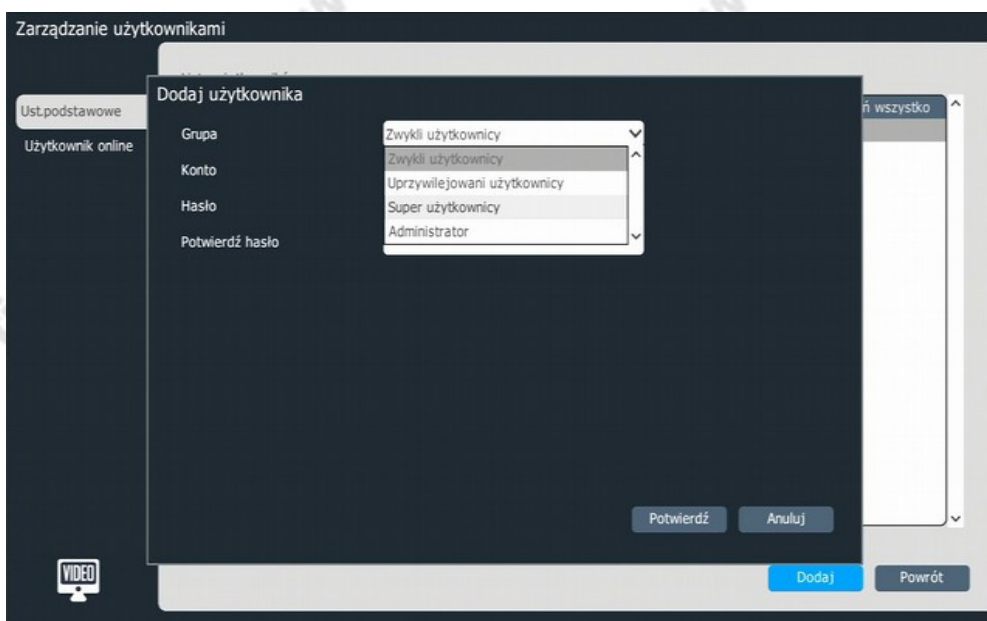 Zarządzanie użytkownikami
Ust.podstawowe
Użytkownik online
Dodaj użytkownika
ń wszystko
Grupa
Zwykli użytkownicy
Konto
Zwykli użytkownicy
Uprzywilejowani użytkownicy
Hasło
Super użytkownicy
Administrator
Potwierdź hasło
Potwierdź
Anuluj
VIDEO
Dodaj
Powrót